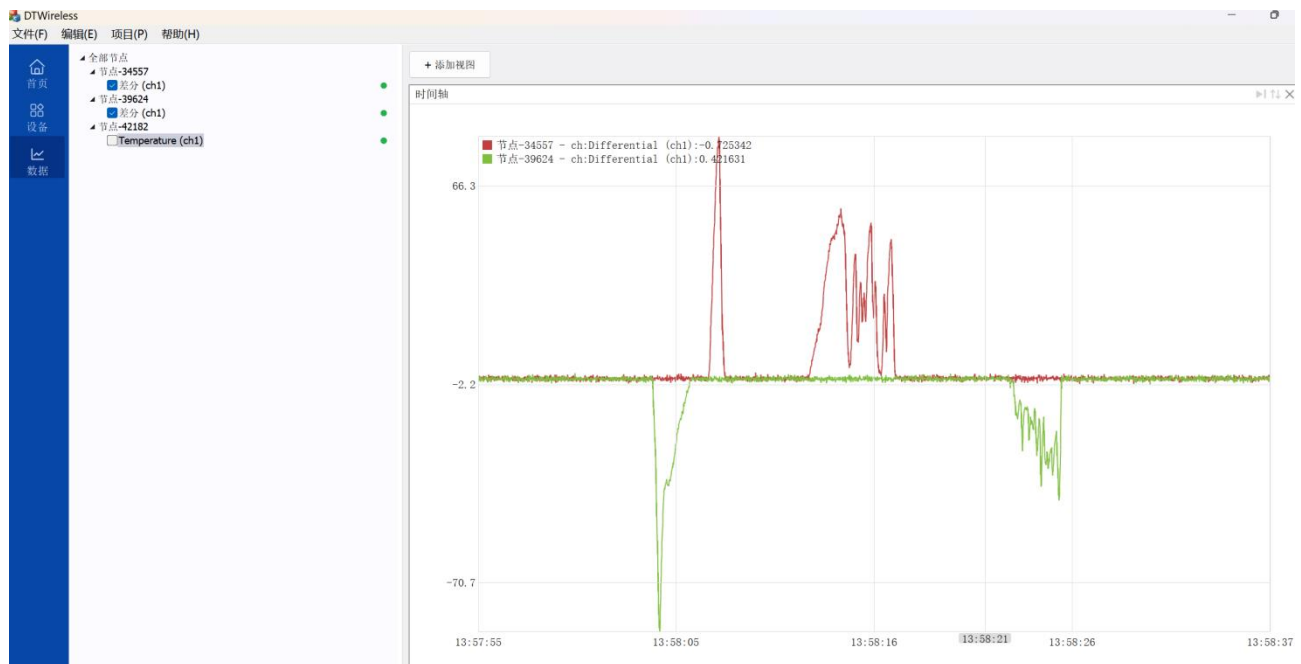 DTWireless
文件(F) 编辑(E) 项目(P) 帮助(H)
首页
设备
数据
全部节点
节点-34557
差分 (ch1)
节点-39624
差分 (ch1)
节点-42182
Temperature (ch1)
+ 添加视图
时间轴
节点-34557 - ch:Differential (ch1):-0.725342
节点-39624 - ch:Differential (ch1):0.421631
66.3
-2.2
-70.7
13:57:55 13:58:05 13:58:16 13:58:21 13:58:26 13:58:37